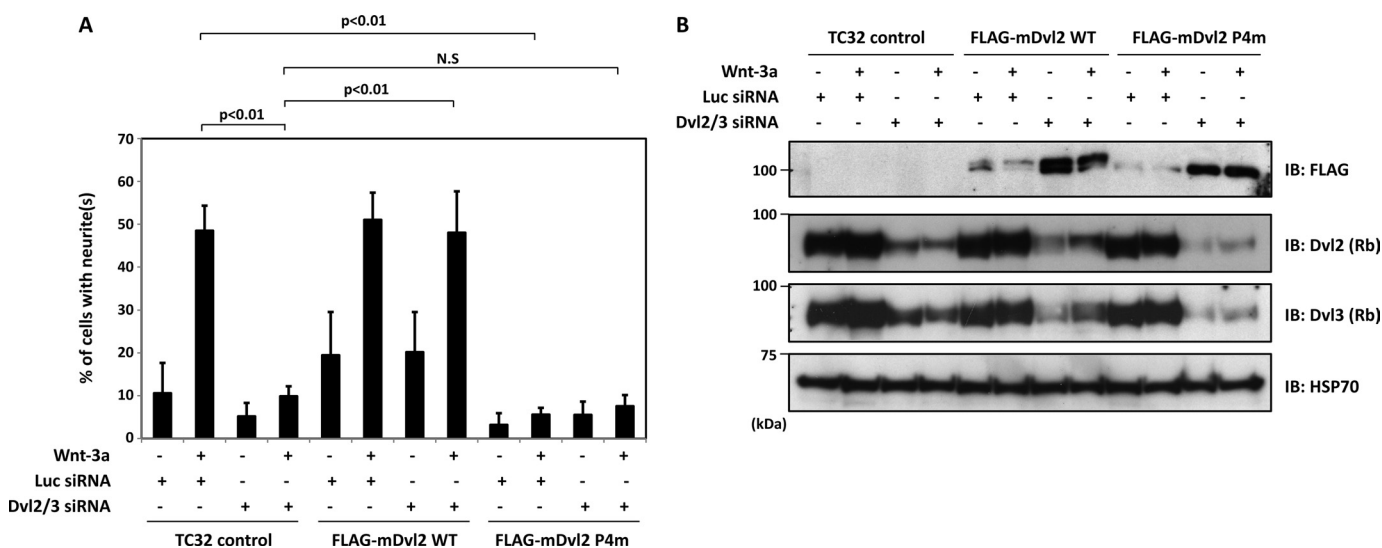 A
p<0.01
N.S
p<0.01
p<0.01
% of cells with neurite(s)
70
60
50
40
30
20
10
0
Wnt-3a - + - + - + - + - + - +
Luc siRNA + + - - + + - - + + - -
Dvl2/3 siRNA - - + + - - + + - - + +
TC32 control FLAG-mDvl2 WT FLAG-mDvl2 P4m
B
TC32 control FLAG-mDvl2 WT FLAG-mDvl2 P4m
Wnt-3a - + - + - + - + - + - +
Luc siRNA + + - - + + - - + + - -
Dvl2/3 siRNA - - + + - - + + - - + +
100 IB: FLAG
100
IB: Dvl2 (Rb)
100
IB: Dvl3 (Rb)
75
IB: HSP70
(kDa)